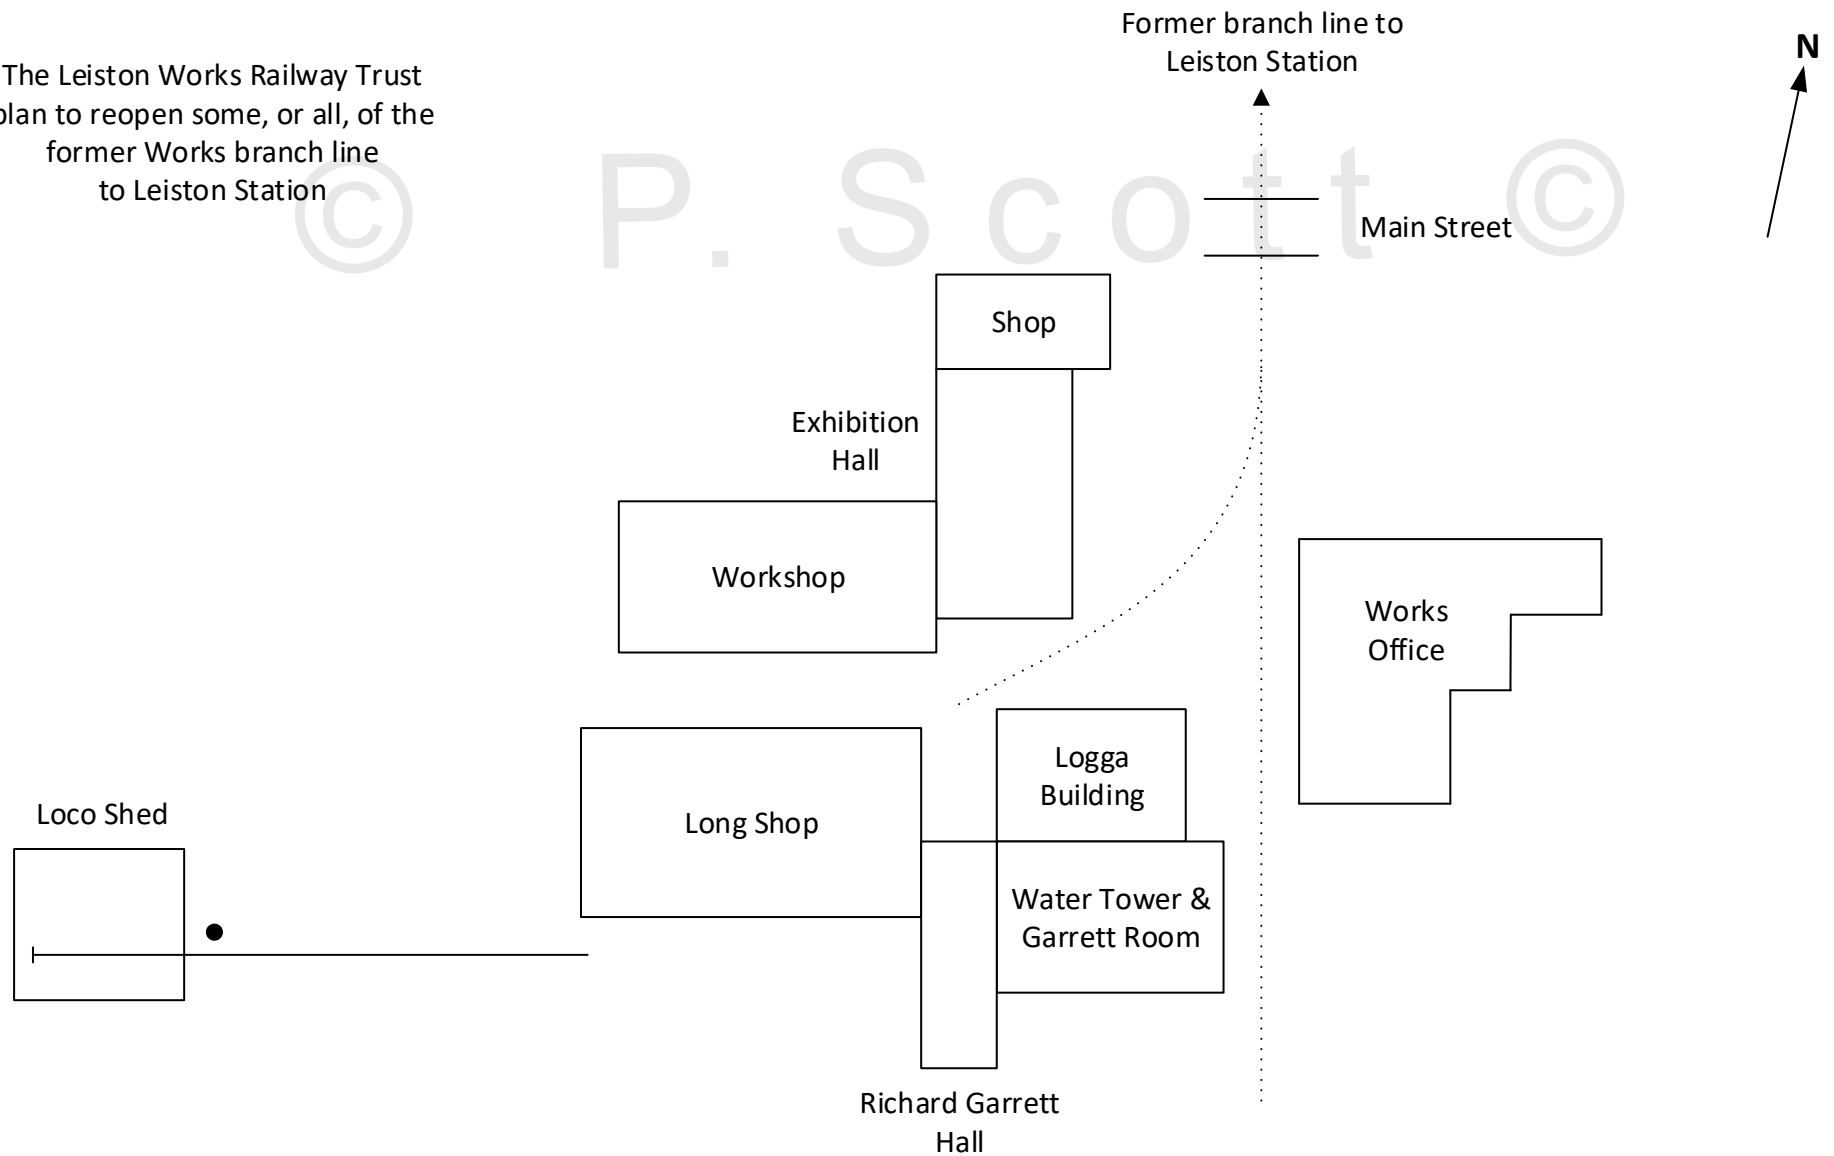 The Leiston Works Railway Trust
plan to reopen some, or all, of the
former Works branch line
to Leiston Station
Former branch line to
Leiston Station
N
© P. Scott ©
Main Street
Shop
Exhibition
Hall
Workshop
Works
Office
Logga
Building
Long Shop
Loco Shed
Water Tower &
Garrett Room
Richard Garrett
Hall